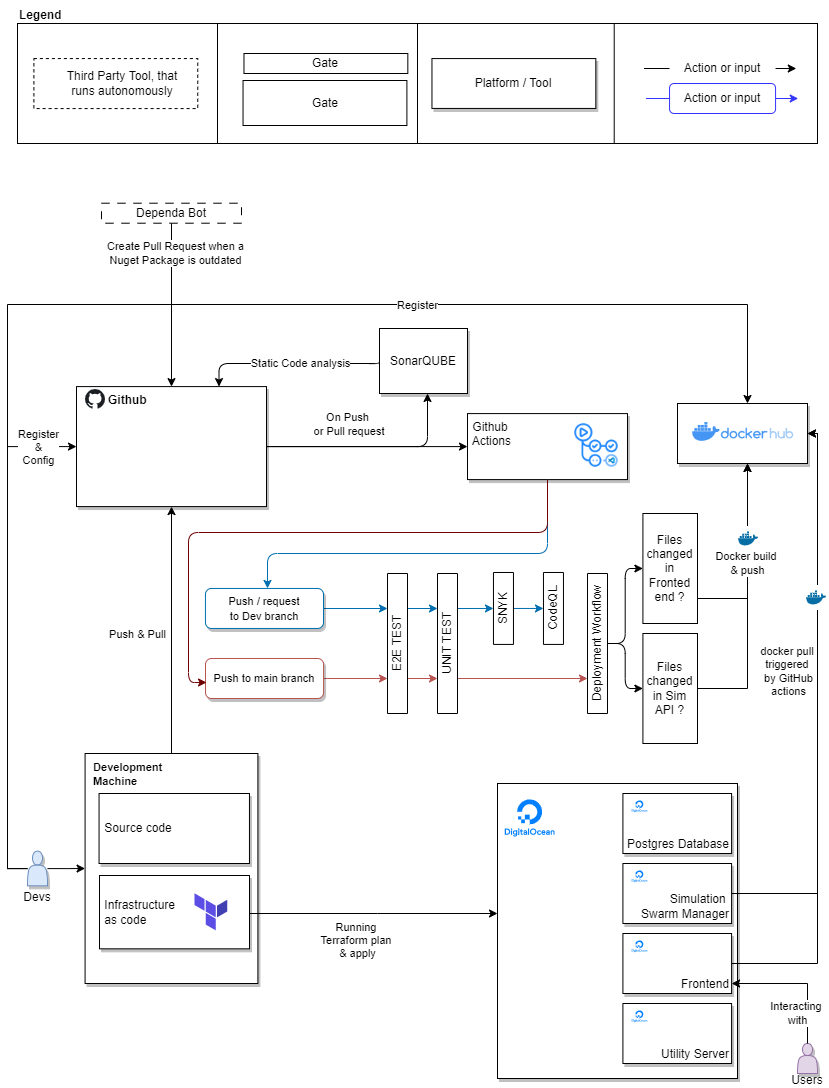 Legend
Third Party Tool, that
runs autonomously
Gate
Gate
Platform / Tool
Action or input
Action or input
Dependa Bot
Create Pull Request when a
Nuget Package is outdated
Register
Static Code analysis
SonarQUBE
Github
On Push
or Pull request
Github
Actions
dockerhub
Register
&
Config
Files
changed
in
Fronted
end ?
Docker build
& push
Push / request
to Dev branch
E2E TEST
UNIT TEST
SNYK
CodeQL
Deployment Workflow
Push & Pull
Push to main branch
Files
changed
in Sim
API ?
docker pull
triggered
by GitHub
actions
Development
Machine
Source code
Infrastructure
as code
Devs
Running
Terraform plan
& apply
DigitalOcean
DigitalOcean
Postgres Database
DigitalOcean
Simulation
Swarm Manager
DigitalOcean
Frontend
DigitalOcean
Utility Server
Interacting
with
Users